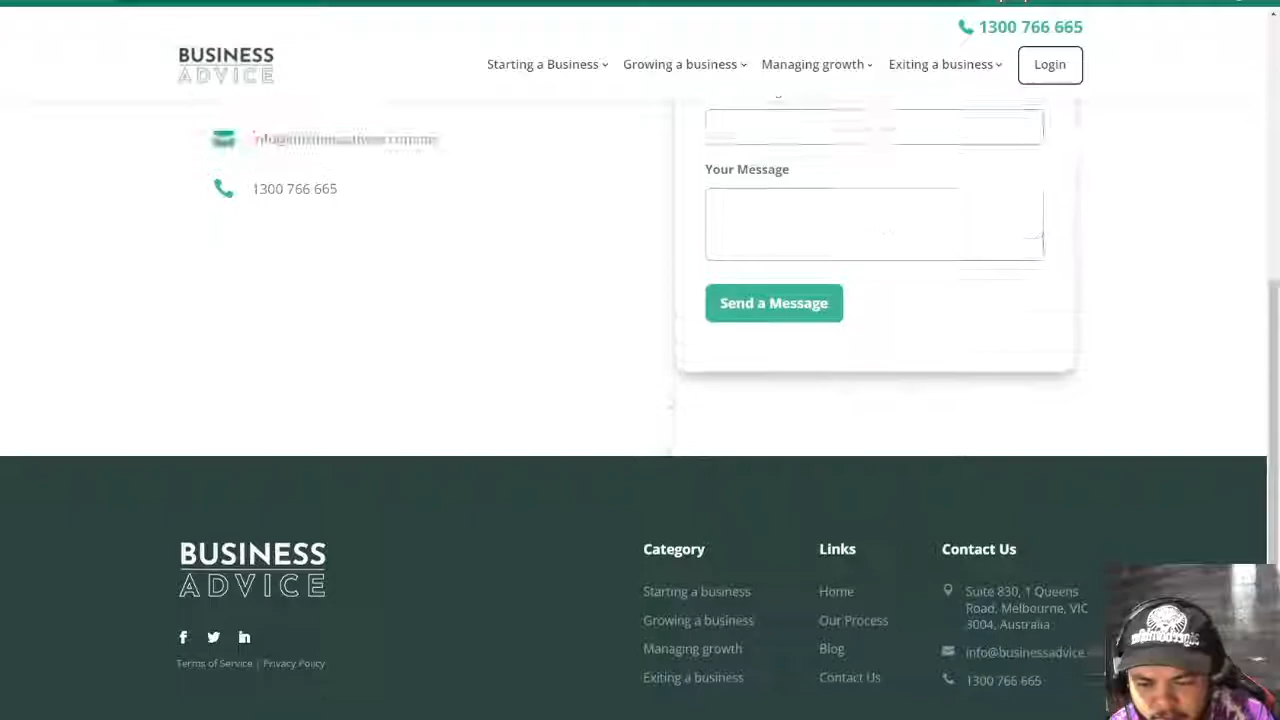 1300 766 665
BUSINESS
ADVICE
Starting a Business
Growing a business
Managing growth
Exiting a business
Login
1300 766 665
Your Message
Send a Message
BUSINESS
ADVICE
Terms of Service | Privacy Policy
Category
Starting a business
Growing a business
Managing growth
Exiting a business
Links
Home
Our Process
Blog
Contact Us
Contact Us
Suite 830, 1 Queens
Road, Melbourne, VIC
3004, Australia
info@businessadvice
1300 766 665